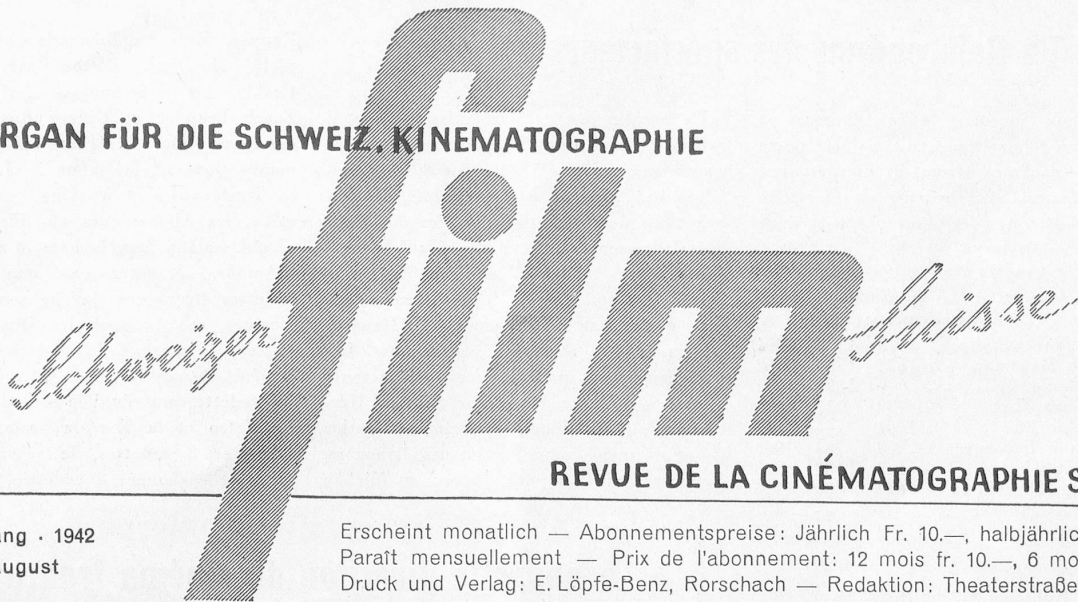 RGAN FÜR DIE SCHWEIZ. KINEMATOGRAPHIE
Schweizer film Suisse
REVUE DE LA CINÉMATOGRAPHIE S
ang · 1942
August
Erscheint monatlich — Abonnementspreise: Jährlich Fr. 10.—, halbjährlic
Paraît mensuellement — Prix de l'abonnement: 12 mois fr. 10.—, 6 mo
Druck und Verlag: E. Löpfe-Benz, Rorschach — Redaktion: Theaterstraße